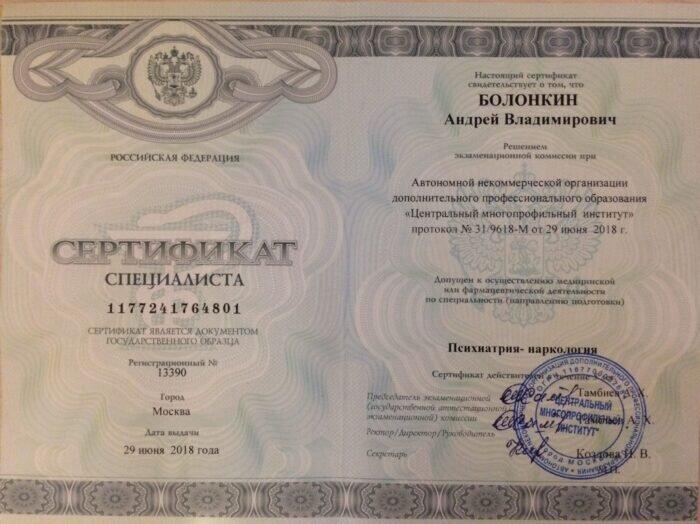 РОССИЙСКАЯ ФЕДЕРАЦИЯ
СЕРТИФИКАТ
СПЕЦИАЛИСТА
1177241764801
СЕРТИФИКАТ ЯВЛЯЕТСЯ ДОКУМЕНТОМ
ГОСУДАРСТВЕННОГО ОБРАЗЦА
Регистрационный №
13390
Город
Москва
Дата выдачи
29 июня 2018 года
Настоящий сертификат
свидетельствует о том, что
БОЛОНКИН
Андрей Владимирович
Решением
экзаменационной комиссии при
Автономной некоммерческой организации
дополнительного профессионального образования
«Центральный многопрофильный институт»
протокол № 31/9618-М от 29 июня 2018 г.
Допущен к осуществлению медицинской
или фармацевтической деятельности
по специальности (направлению подготовки)
Психиатрия- наркология
Сертификат действителен в течение
Председатель экзаменационной
(государственной аттестационной
экзаменационной) комиссии
Ректор/Директор/Руководитель
Секретарь
Козлова Н. В.
М.П.
ЦЕНТРАЛЬНЫЙ
МНОГОПРОФИЛЬНЫЙ
ИНСТИТУТ"